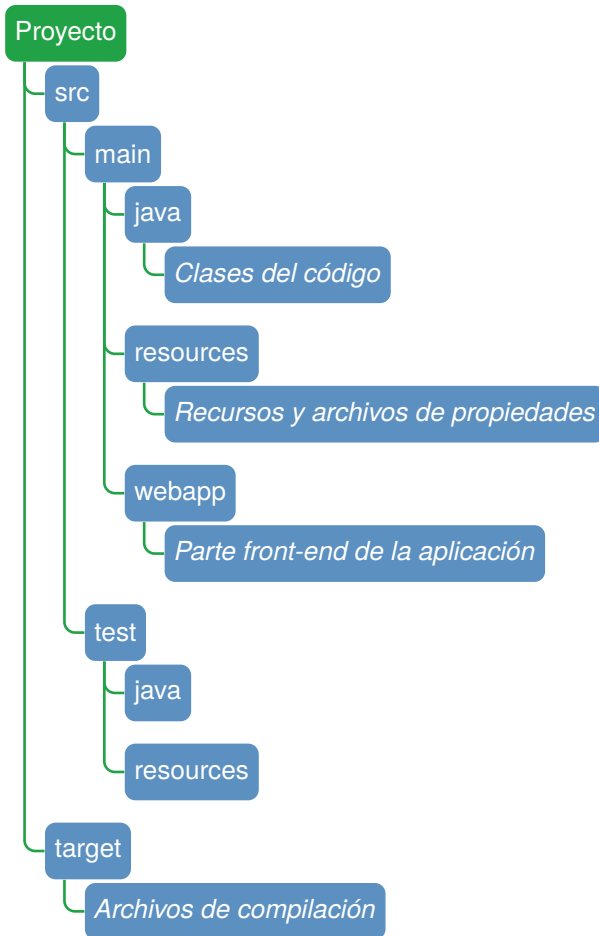 Proyecto
src
main
java
Clases del código
resources
Recursos y archivos de propiedades
webapp
Parte front-end de la aplicación
test
java
resources
target
Archivos de compilación